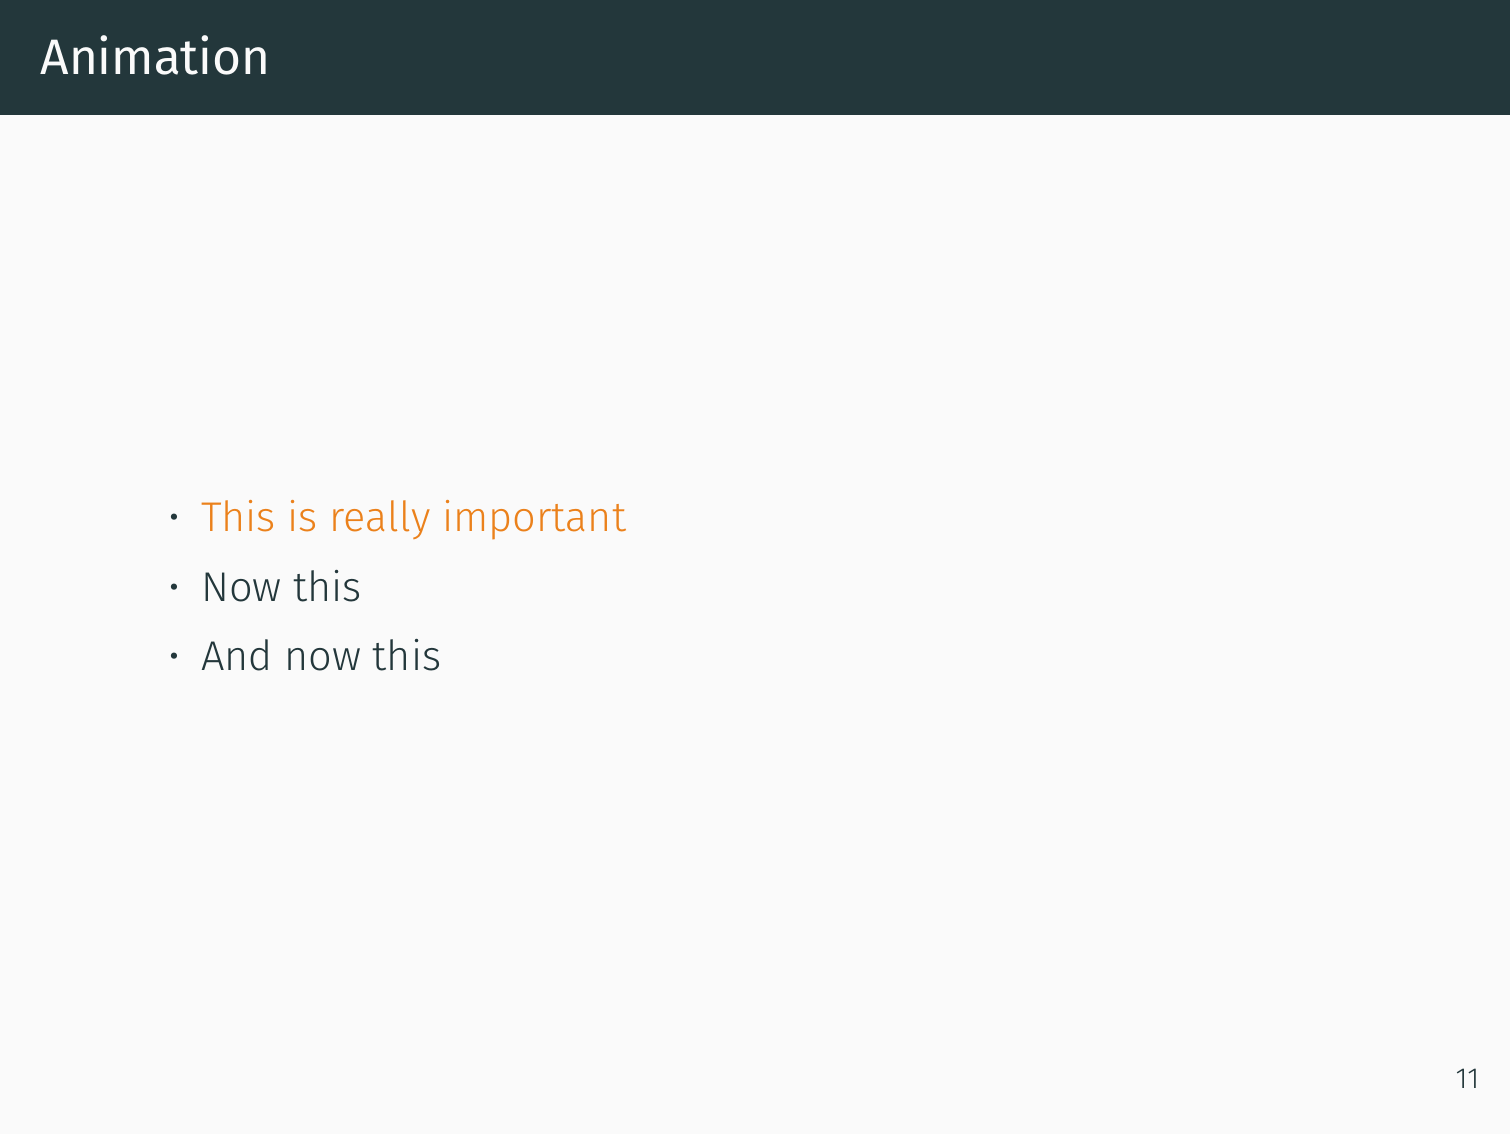 Animation
• This is really important
• Now this
• And now this
11